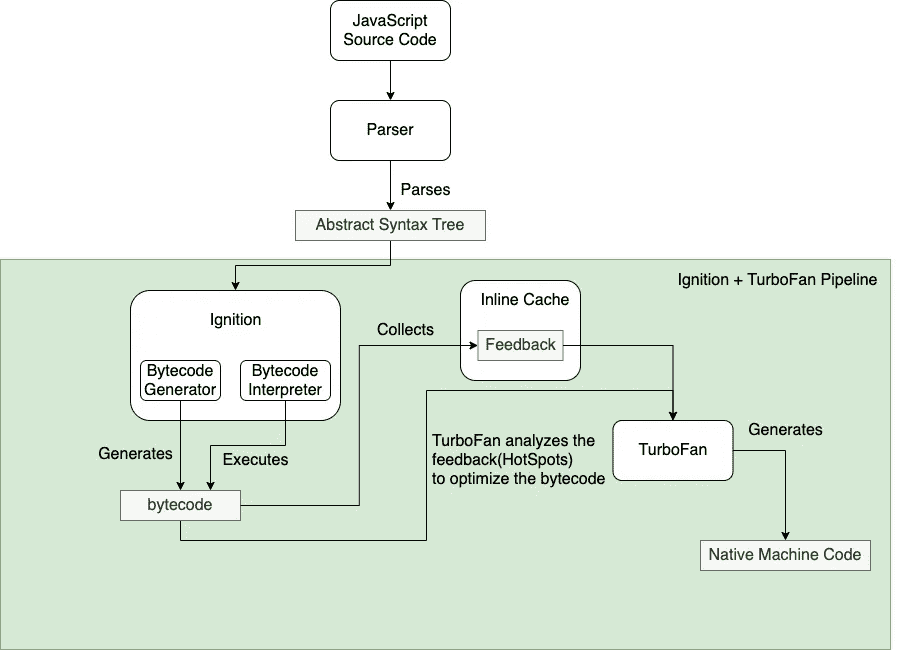 JavaScript
Source Code
Parser
Parses
Abstract Syntax Tree
Ignition + TurboFan Pipeline
Ignition
Inline Cache
Collects
Feedback
Bytecode
Generator
Bytecode
Interpreter
Generates
Executes
TurboFan analyzes the
feedback(HotSpots)
to optimize the bytecode
TurboFan
Generates
bytecode
Native Machine Code